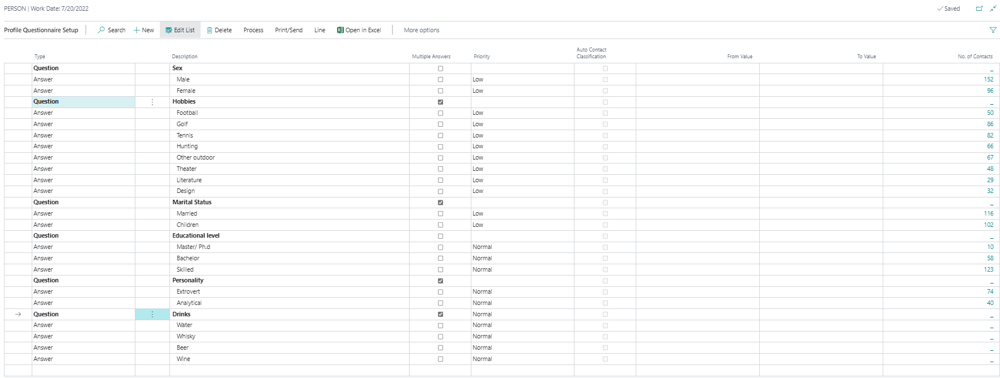 PERSON | Work Date: 7/20/2022
Saved
Profile Questionnaire Setup Search New Edit List Delete Process Print/Send Line Open in Excel More options
Type Description Multiple Answers Priority Auto Contact Classification From Value To Value No. of Contacts
Question Sex _
Answer Male Low 152
Answer Female Low 96
Question Hobbies _
Answer Football Low 50
Answer Golf Low 86
Answer Tennis Low 82
Answer Hunting Low 66
Answer Other outdoor Low 67
Answer Theater Low 48
Answer Literature Low 29
Answer Design Low 32
Question Marital Status _
Answer Married Low 116
Answer Children Low 102
Question Educational level _
Answer Master/ Ph.d Normal 10
Answer Bachelor Normal 58
Answer Skilled Normal 123
Question Personality _
Answer Extrovert Normal 74
Answer Analytical Normal 40
Question Drinks Normal _
Answer Water Normal _
Answer Whisky Normal _
Answer Beer Normal _
Answer Wine Normal _